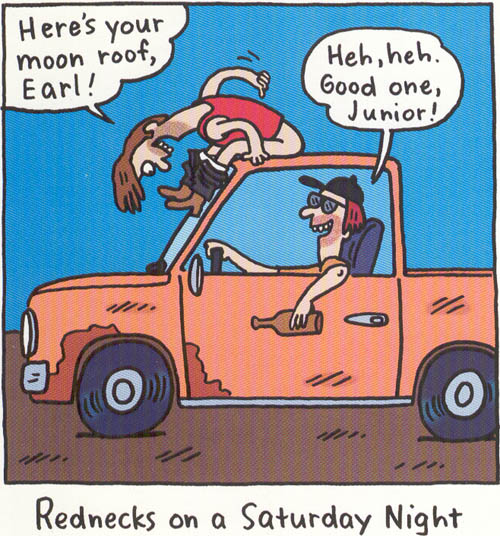 Here's your
moon roof,
Earl!
Heh, heh.
Good one,
Junior!
Rednecks on a Saturday Night